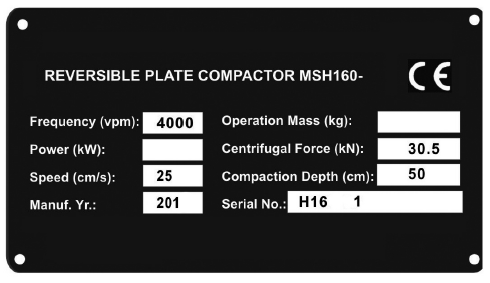 REVERSIBLE PLATE COMPACTOR MSH160- CE
Frequency (vpm): 4000 Operation Mass (kg):
Power (kW): Centrifugal Force (kN): 30.5
Speed (cm/s): 25 Compaction Depth (cm): 50
Manuf. Yr.: 201 Serial No.: H16 1